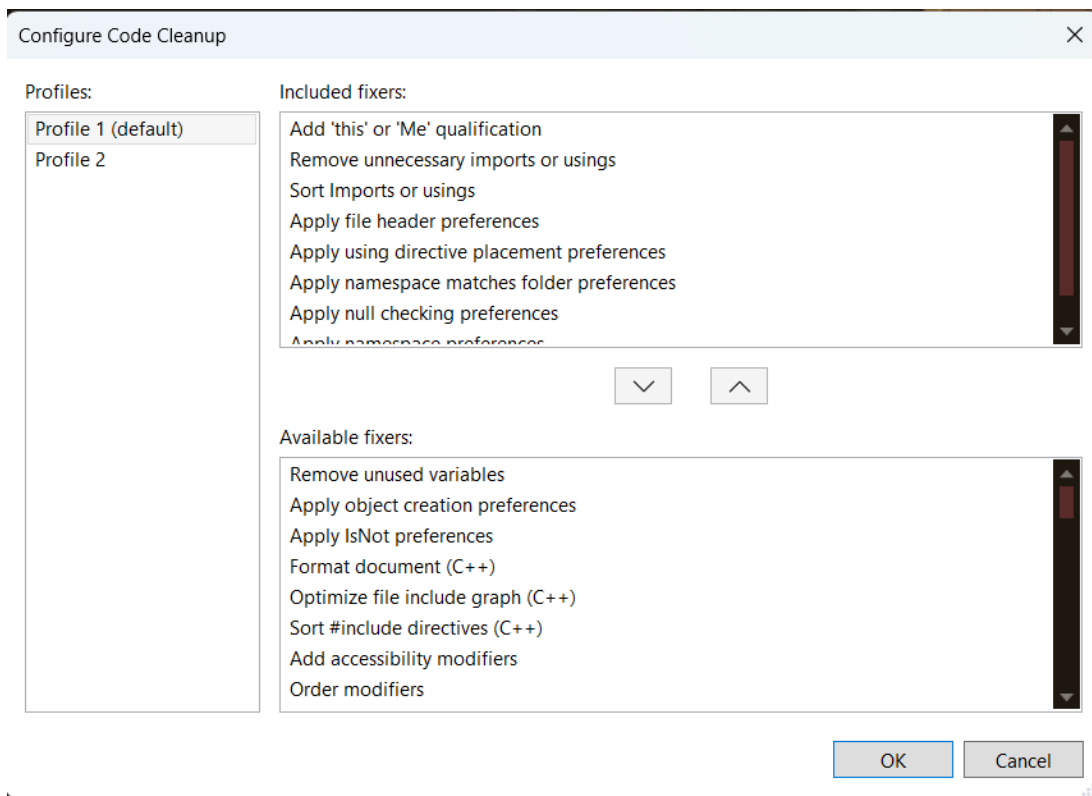 Configure Code Cleanup
Profiles:
Profile 1 (default)
Profile 2
Included fixers:
Add 'this' or 'Me' qualification
Remove unnecessary imports or usings
Sort Imports or usings
Apply file header preferences
Apply using directive placement preferences
Apply namespace matches folder preferences
Apply null checking preferences
Apply namespace preferences
Available fixers:
Remove unused variables
Apply object creation preferences
Apply IsNot preferences
Format document (C++)
Optimize file include graph (C++)
Sort #include directives (C++)
Add accessibility modifiers
Order modifiers
OK
Cancel